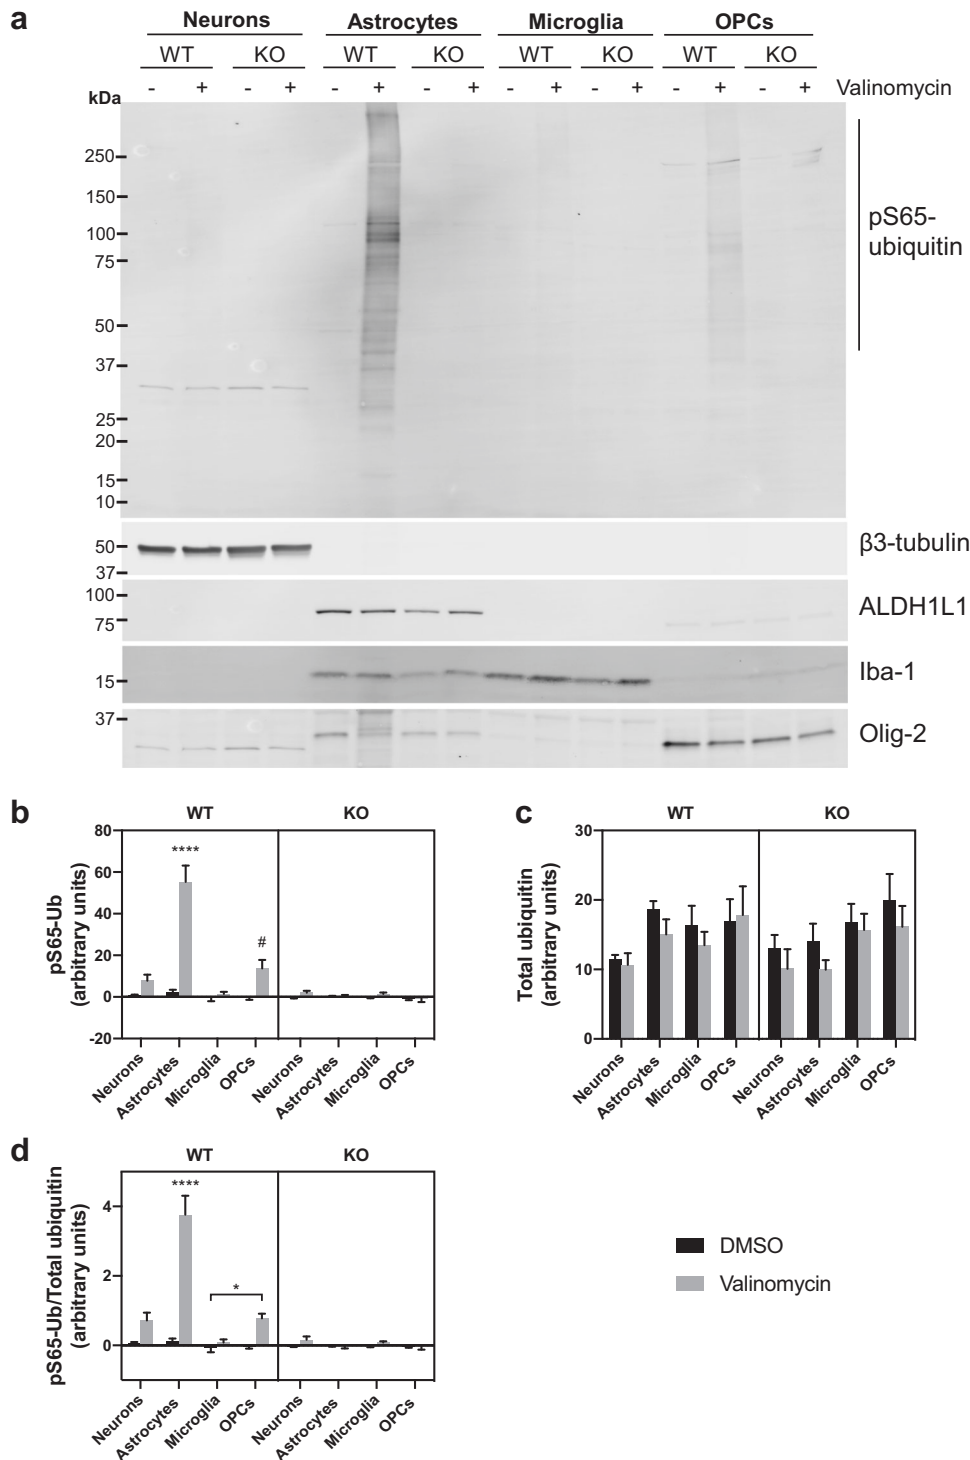 a
Neurons Astrocytes Microglia OPCs
WT KO WT KO WT KO WT KO
- + - + - + - + - + - + - + - + Valinomycin
kDa
250
150
100
75
50
37
25
20
15
10
pS65-
ubiquitin
50
37
β3-tubulin
100
75
ALDH1L1
15
Iba-1
37
Olig-2
b
WT KO
pS65-Ub
(arbitrary units)
80
60
40
20
0
-20
****
#
Neurons Astrocytes Microglia OPCs Neurons Astrocytes Microglia OPCs
c
WT KO
Total ubiquitin
(arbitrary units)
30
20
10
0
Neurons Astrocytes Microglia OPCs Neurons Astrocytes Microglia OPCs
d
WT KO
pS65-Ub/Total ubiquitin
(arbitrary units)
4
2
0
****
*
Neurons Astrocytes Microglia OPCs Neurons Astrocytes Microglia OPCs
DMSO
Valinomycin